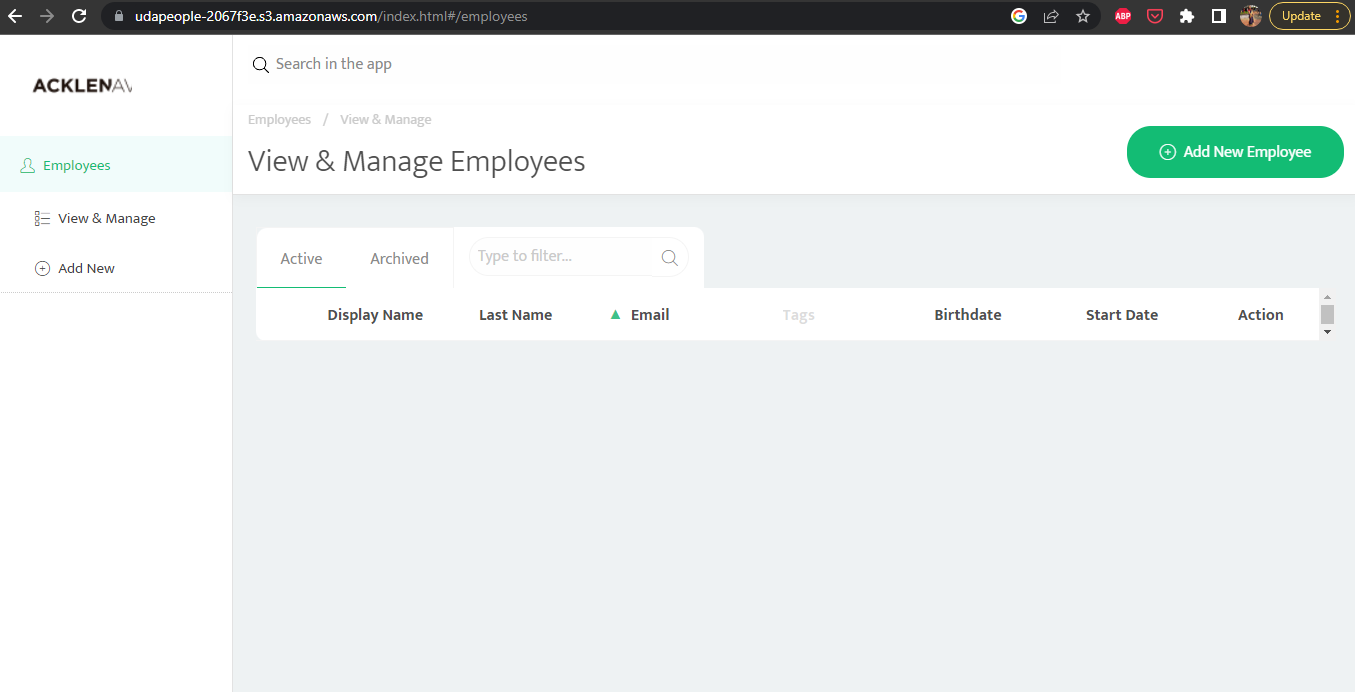 udapeople-2067f3e.s3.amazonaws.com/index.html#/employees
ABP
Update
ACKLENAV
Search in the app
Employees / View & Manage
View & Manage Employees
Add New Employee
Employees
View & Manage
Add New
Active Archived Type to filter...
Display Name Last Name Email Tags Birthdate Start Date Action